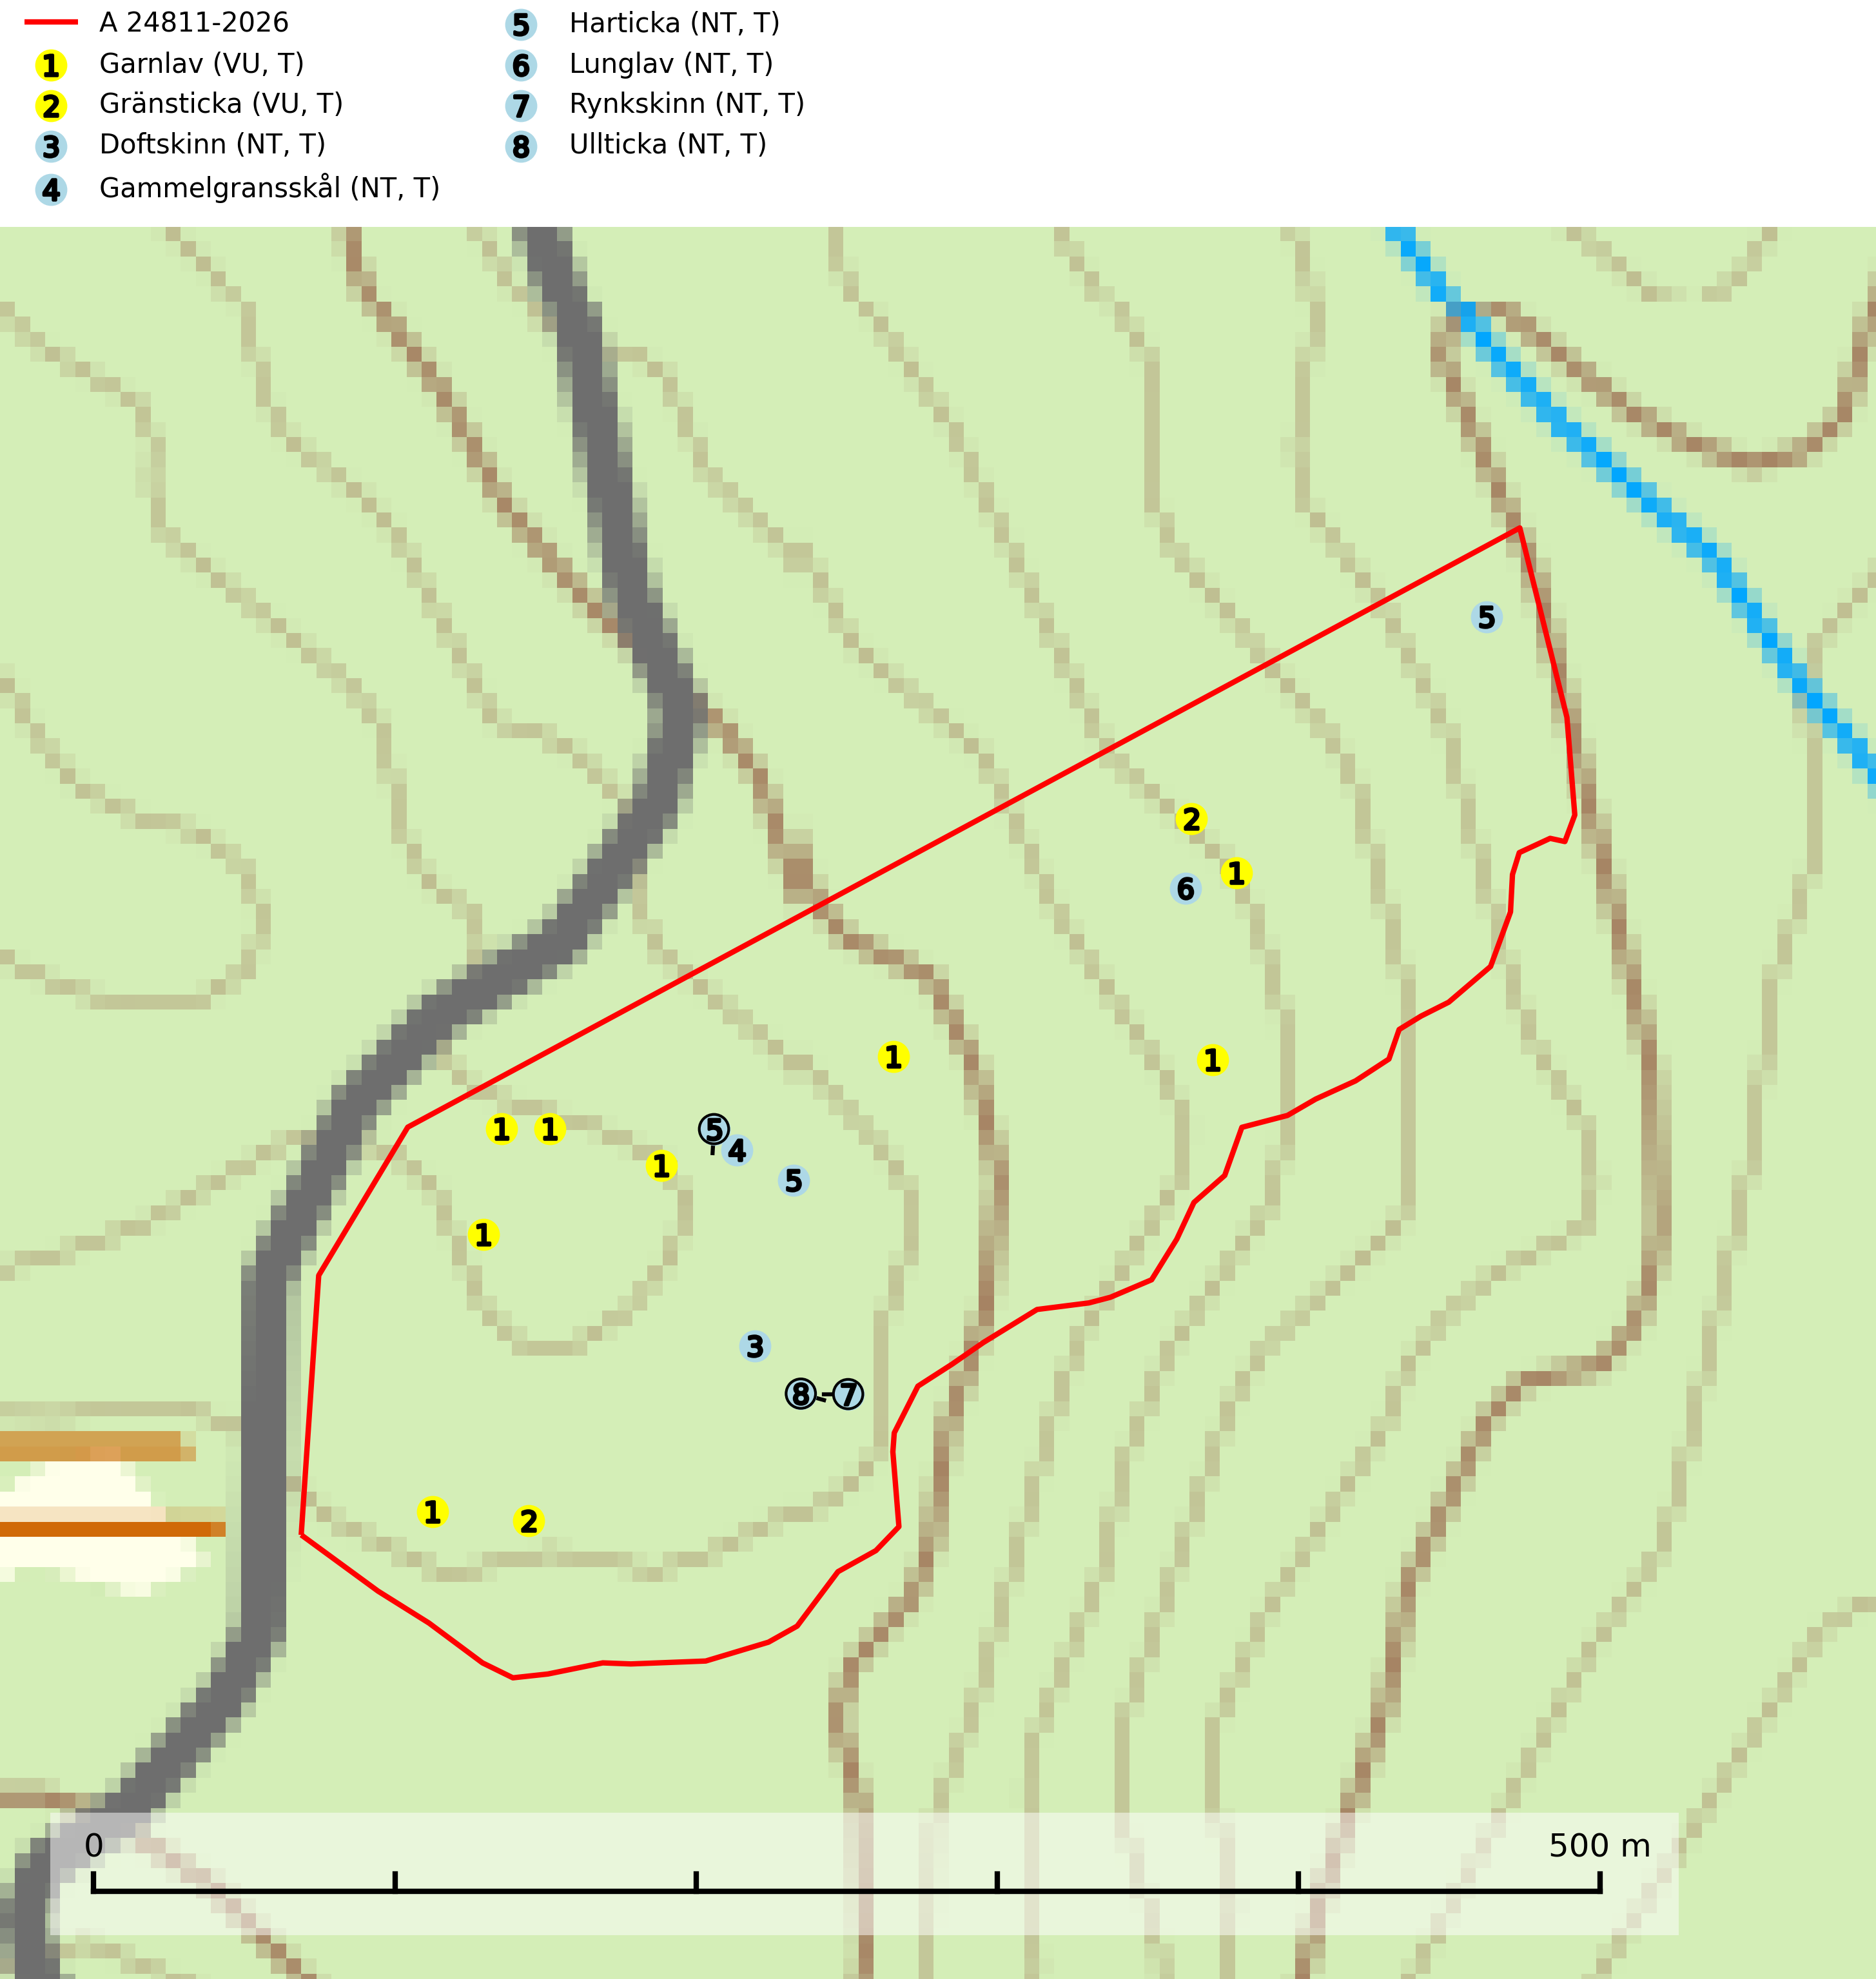 A 24811-2026
1 Garnlav (VU, T)
2 Gränsticka (VU, T)
3 Doftskinn (NT, T)
4 Gammelgransskål (NT, T)
5 Harticka (NT, T)
6 Lunglav (NT, T)
7 Rynkskinn (NT, T)
8 Ullticka (NT, T)
5
2
1
6
1
1
1 1 5
4
1
5
1
3
8 7
1
2
0 500 m